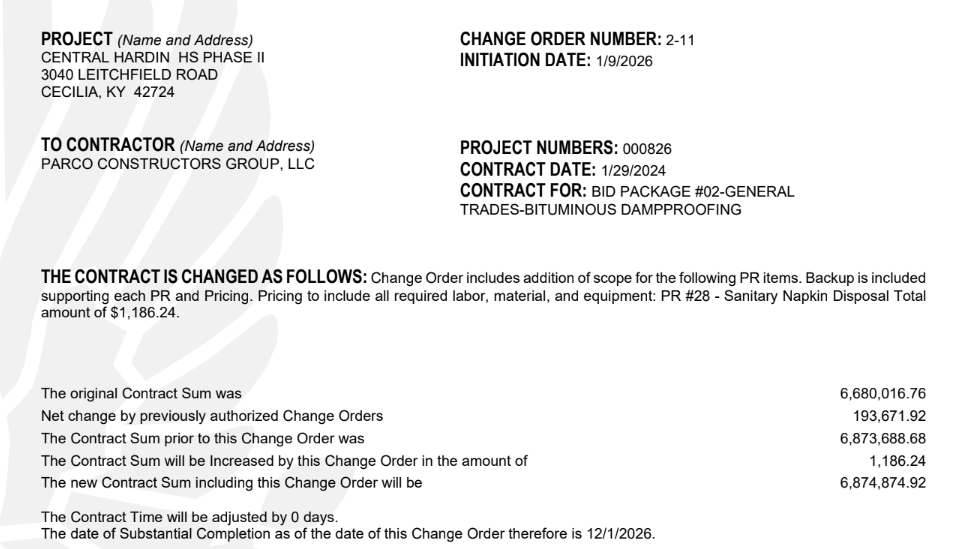 PROJECT (Name and Address)
CENTRAL HARDIN HS PHASE II
3040 LEITCHFIELD ROAD
CECILIA, KY 42724
CHANGE ORDER NUMBER: 2-11
INITIATION DATE: 1/9/2026
TO CONTRACTOR (Name and Address)
PARCO CONSTRUCTORS GROUP, LLC
PROJECT NUMBERS: 000826
CONTRACT DATE: 1/29/2024
CONTRACT FOR: BID PACKAGE #02-GENERAL
TRADES-BITUMINOUS DAMPPROOFING
THE CONTRACT IS CHANGED AS FOLLOWS: Change Order includes addition of scope for the following PR items. Backup is included
supporting each PR and Pricing. Pricing to include all required labor, material, and equipment: PR #28 - Sanitary Napkin Disposal Total
amount of $1,186.24.
The original Contract Sum was 6,680,016.76
Net change by previously authorized Change Orders 193,671.92
The Contract Sum prior to this Change Order was 6,873,688.68
The Contract Sum will be Increased by this Change Order in the amount of 1,186.24
The new Contract Sum including this Change Order will be 6,874,874.92
The Contract Time will be adjusted by 0 days.
The date of Substantial Completion as of the date of this Change Order therefore is 12/1/2026.